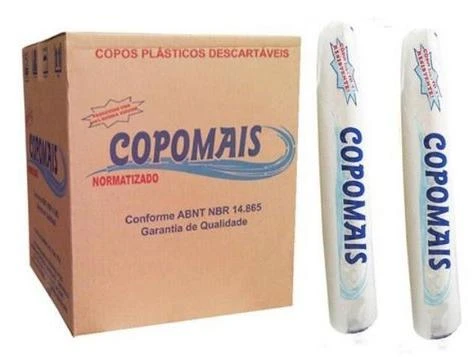 COPOS PLÁSTICOS DESCARTÁVEIS
COPOMAIS
NORMATIZADO
Conforme ABNT NBR 14.865
Garantia de Qualidade
COPOMAIS
COPOMAIS